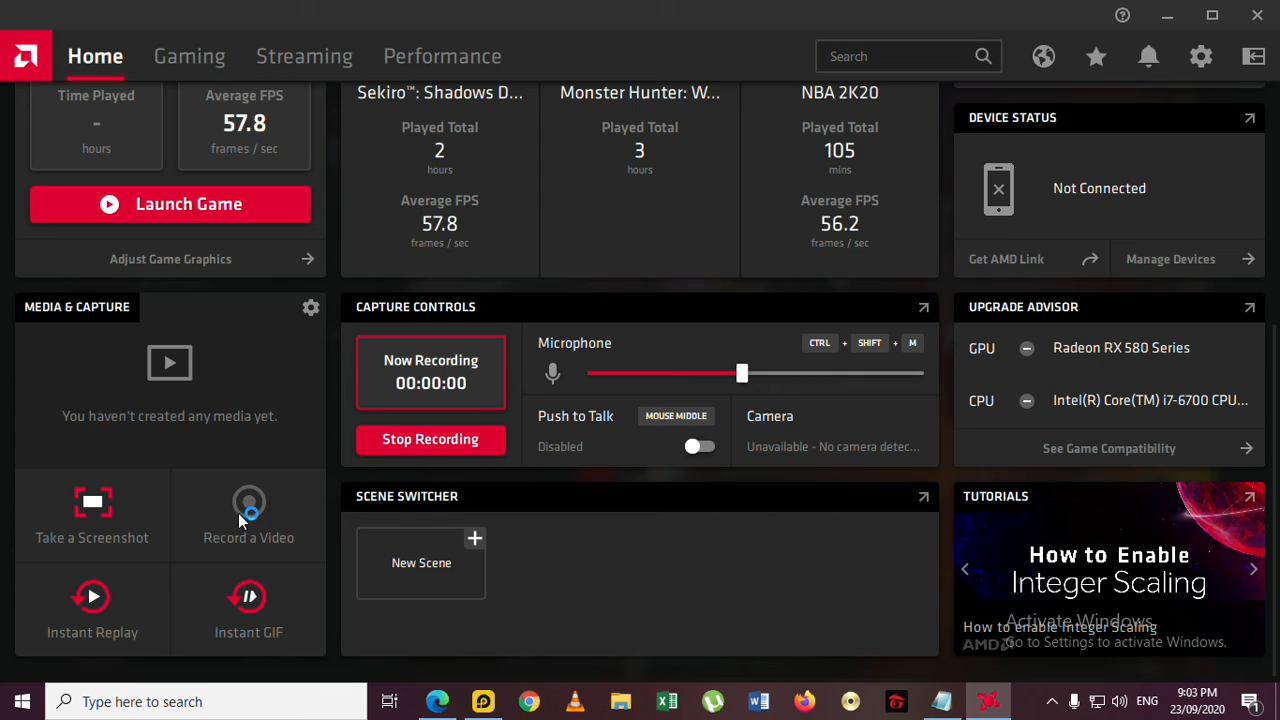 Home
Gaming
Streaming
Performance
Search
Time Played
-
hours
Average FPS
57.8
frames / sec
Launch Game
Adjust Game Graphics
Sekiro™: Shadows D...
Played Total
2
hours
Average FPS
57.8
frames / sec
Monster Hunter: W...
Played Total
3
hours
NBA 2K20
Played Total
105
mins
Average FPS
56.2
frames / sec
DEVICE STATUS
Not Connected
Get AMD Link
Manage Devices
MEDIA & CAPTURE
You haven't created any media yet.
Take a Screenshot
Record a Video
Instant Replay
Instant GIF
CAPTURE CONTROLS
Now Recording
00:00:00
Stop Recording
Microphone
CTRL + SHIFT + M
Push to Talk
MOUSE MIDDLE
Disabled
Camera
Unavailable - No camera detec...
UPGRADE ADVISOR
GPU
Radeon RX 580 Series
CPU
Intel(R) Core(TM) i7-6700 CPU...
See Game Compatibility
SCENE SWITCHER
New Scene
TUTORIALS
How to Enable
Integer Scaling
How to enable Integer Scaling
AMD
Activate Windows
Go to Settings to activate Windows.
Type here to search
ENG
9:03 PM
23/09/2020
1